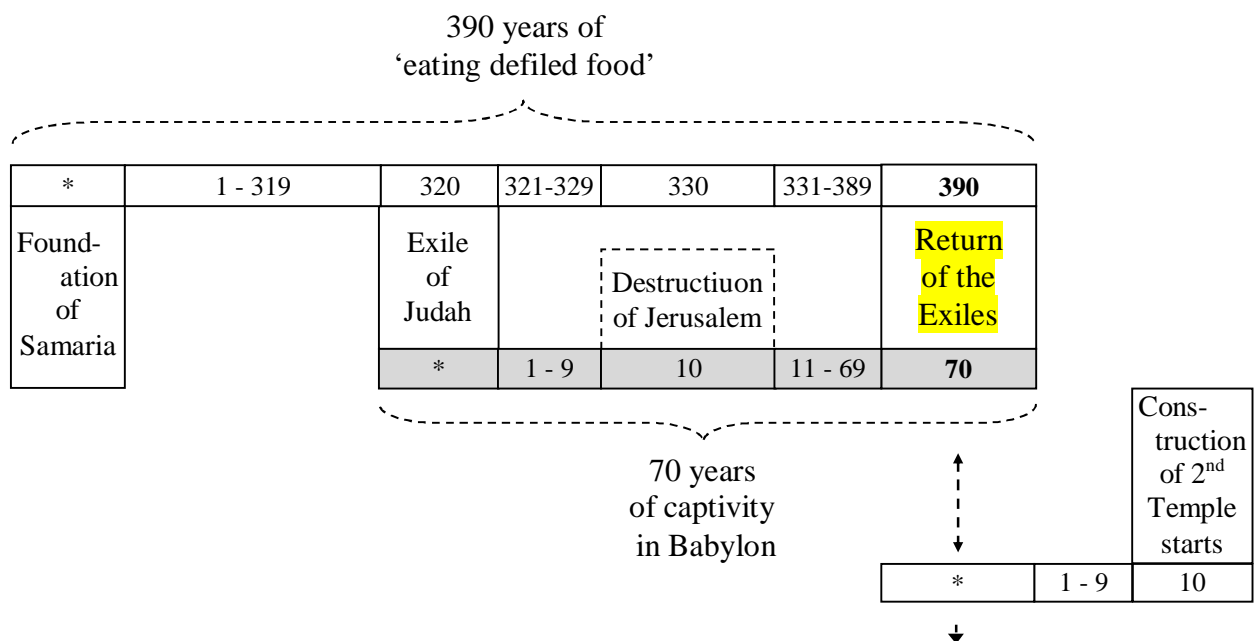 390 years of
‘eating defiled food’
* 1 - 319 320 321-329 330 331-389 390
Found-
ation
of
Samaria
Exile
of
Judah
Destructiuon
of Jerusalem
Return
of the
Exiles
* 1 - 9 10 11 - 69 70
70 years
of captivity
in Babylon
Cons-
truction
of 2nd
Temple
starts
* 1 - 9 10